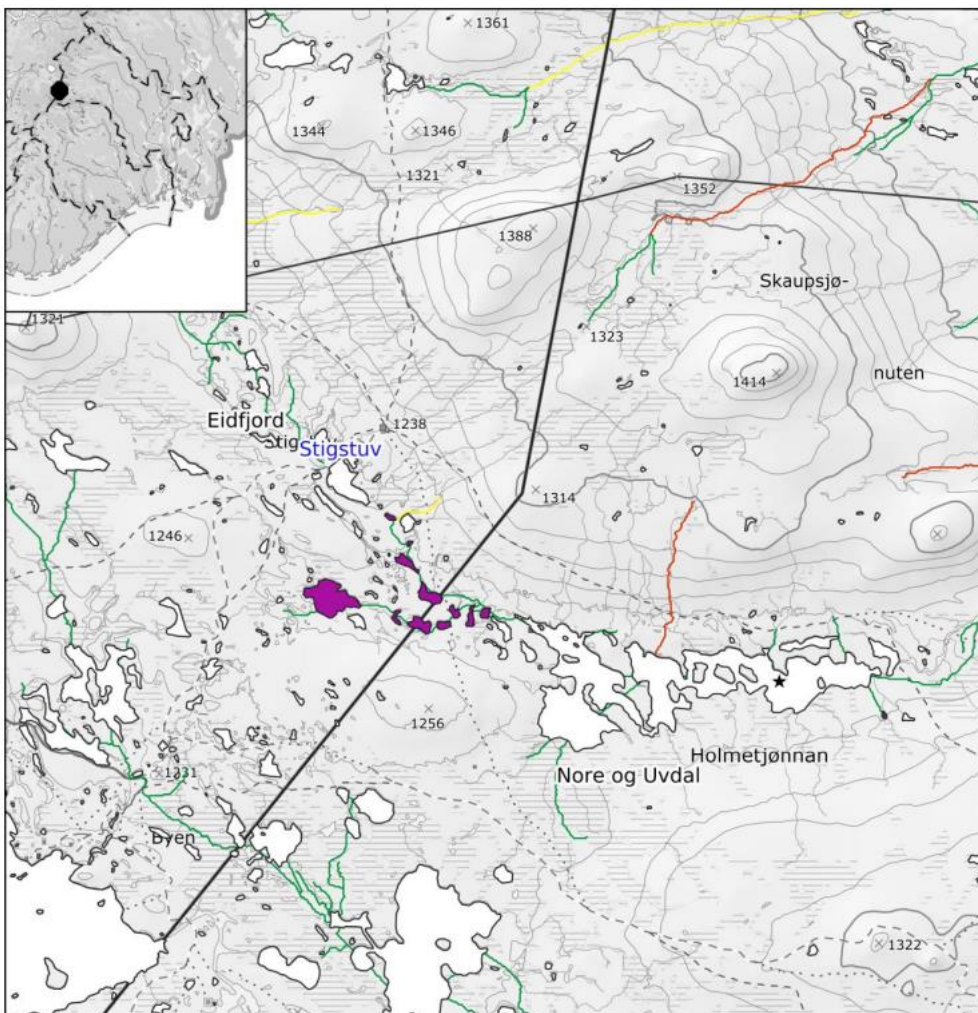 1361
1344
1346
1321
1352
1388
Skaupsjø-
1321
1323
1414
nuten
Eidfjord
1238
Stigstuv
1314
1246
1256
Holmetjønnan
1331
Nore og Uvdal
Byen
1322